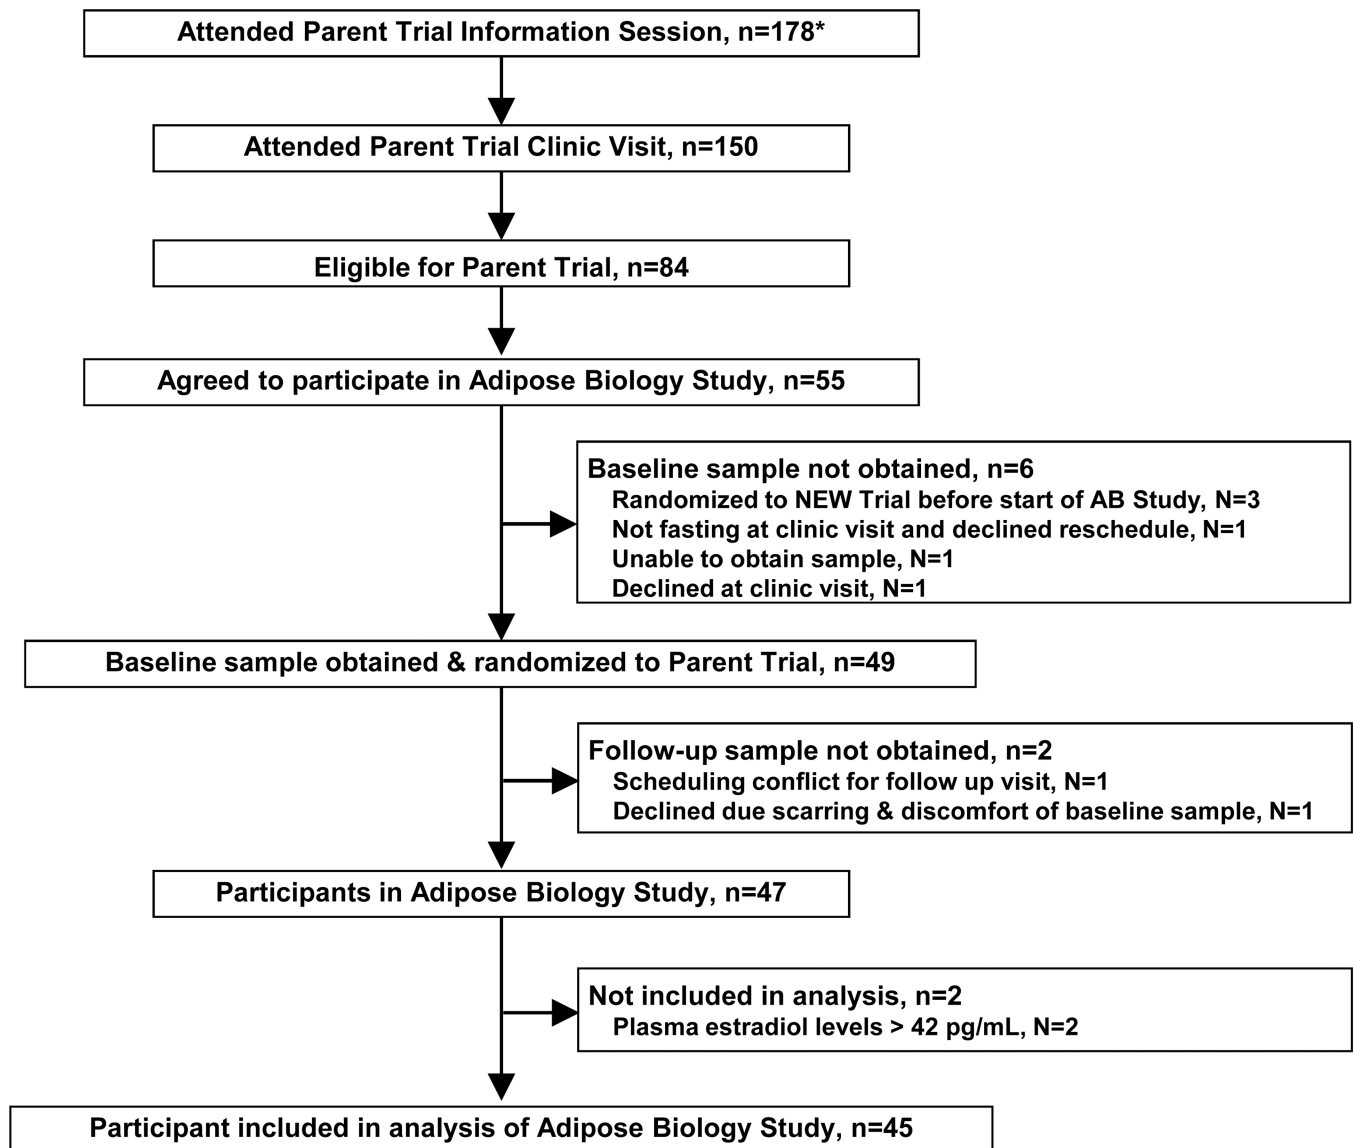 Attended Parent Trial Information Session, n=178*
Attended Parent Trial Clinic Visit, n=150
Eligible for Parent Trial, n=84
Agreed to participate in Adipose Biology Study, n=55
Baseline sample not obtained, n=6
Randomized to NEW Trial before start of AB Study, N=3
Not fasting at clinic visit and declined reschedule, N=1
Unable to obtain sample, N=1
Declined at clinic visit, N=1
Baseline sample obtained & randomized to Parent Trial, n=49
Follow-up sample not obtained, n=2
Scheduling conflict for follow up visit, N=1
Declined due scarring & discomfort of baseline sample, N=1
Participants in Adipose Biology Study, n=47
Not included in analysis, n=2
Plasma estradiol levels > 42 pg/mL, N=2
Participant included in analysis of Adipose Biology Study, n=45